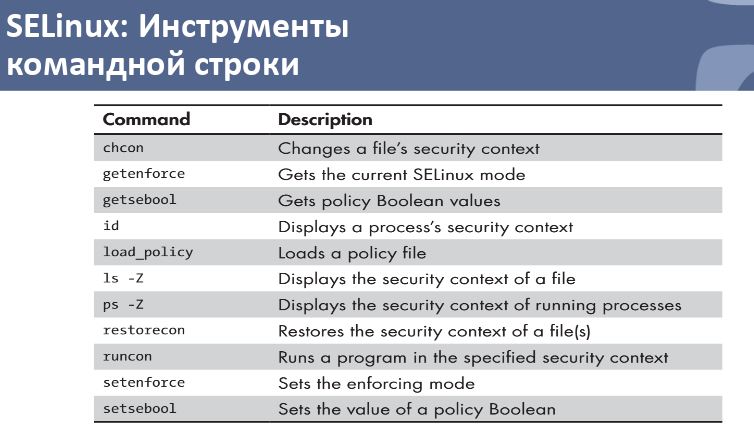 SELinux: Инструменты
командной строки
Command Description
chcon Changes a file's security context
getenforce Gets the current SELinux mode
getsebool Gets policy Boolean values
id Displays a process's security context
load_policy Loads a policy file
ls -Z Displays the security context of a file
ps -Z Displays the security context of running processes
restorecon Restores the security context of a file(s)
runcon Runs a program in the specified security context
setenforce Sets the enforcing mode
setsebool Sets the value of a policy Boolean